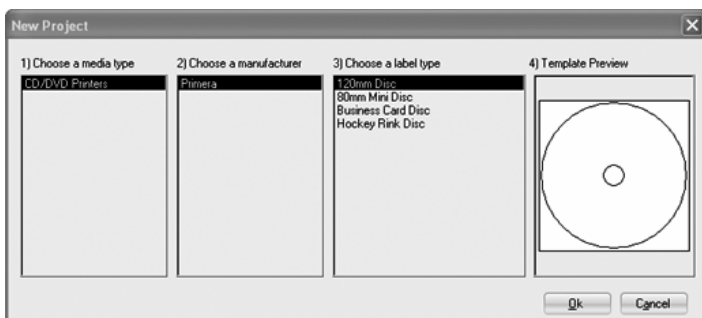 New Project
1) Choose a media type
2) Choose a manufacturer
3) Choose a label type
4) Template Preview
CD/DVD Printers
Primera
120mm Disc
80mm Mini Disc
Business Card Disc
Hockey Rink Disc
Ok
Cancel